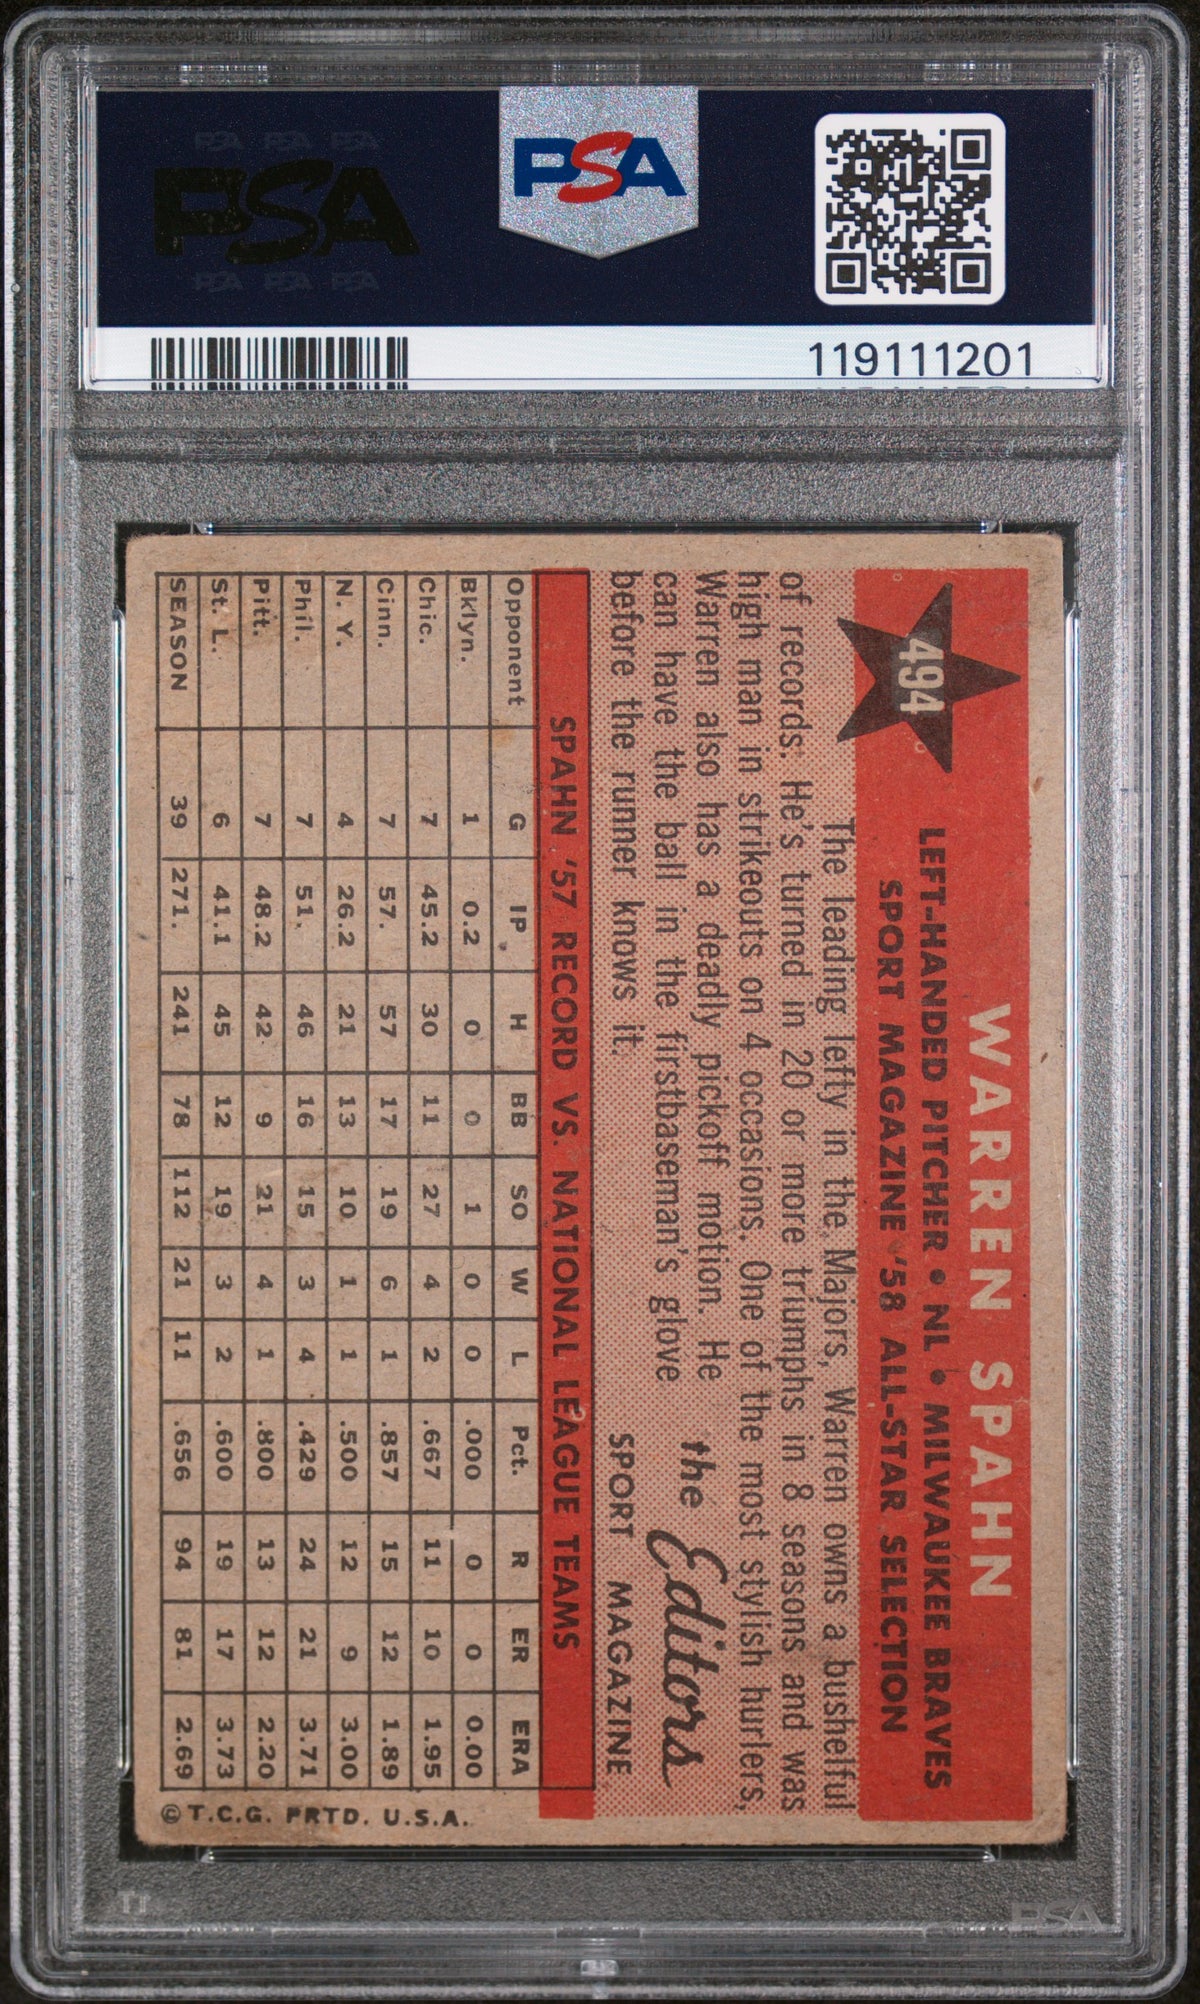 PSA PSA PSA
PSA
PSA PSA PSA
PSA
119111201
494
WARREN SPAHN
LEFT-HANDED PITCHER • NL • MILWAUKEE BRAVES
SPORT MAGAZINE '58 ALL-STAR SELECTION
The leading lefty in the Majors, Warren owns a bushelful
of records. He's turned in 20 or more triumphs in 8 seasons and was
high man in strikeouts on 4 occasions. One of the most stylish hurlers,
Warren also has a deadly pickoff motion. He
can have the ball in the firstbaseman's glove
before the runner knows it.
the Editors
SPORT MAGAZINE
SPAHN '57 RECORD VS. NATIONAL LEAGUE TEAMS
Opponent G IP H BB SO W L Pct. R ER ERA
Bklyn. 1 0.2 0 0 1 0 0 .000 0 0 0.00
Chic. 7 45.2 30 11 27 4 2 .667 11 10 1.95
Cinn. 7 57. 57 17 19 6 1 .857 15 12 1.89
N. Y. 4 26.2 21 13 10 1 1 .500 12 9 3.00
Phil. 7 51. 46 16 15 3 4 .429 24 21 3.71
Pitt. 7 48.2 42 9 21 4 1 .800 13 12 2.20
St. L. 6 41.1 45 12 19 3 2 .600 19 17 3.73
SEASON 39 271. 241 78 112 21 11 .656 94 81 2.69
© T.C.G. PRTD. U.S.A.
PSA